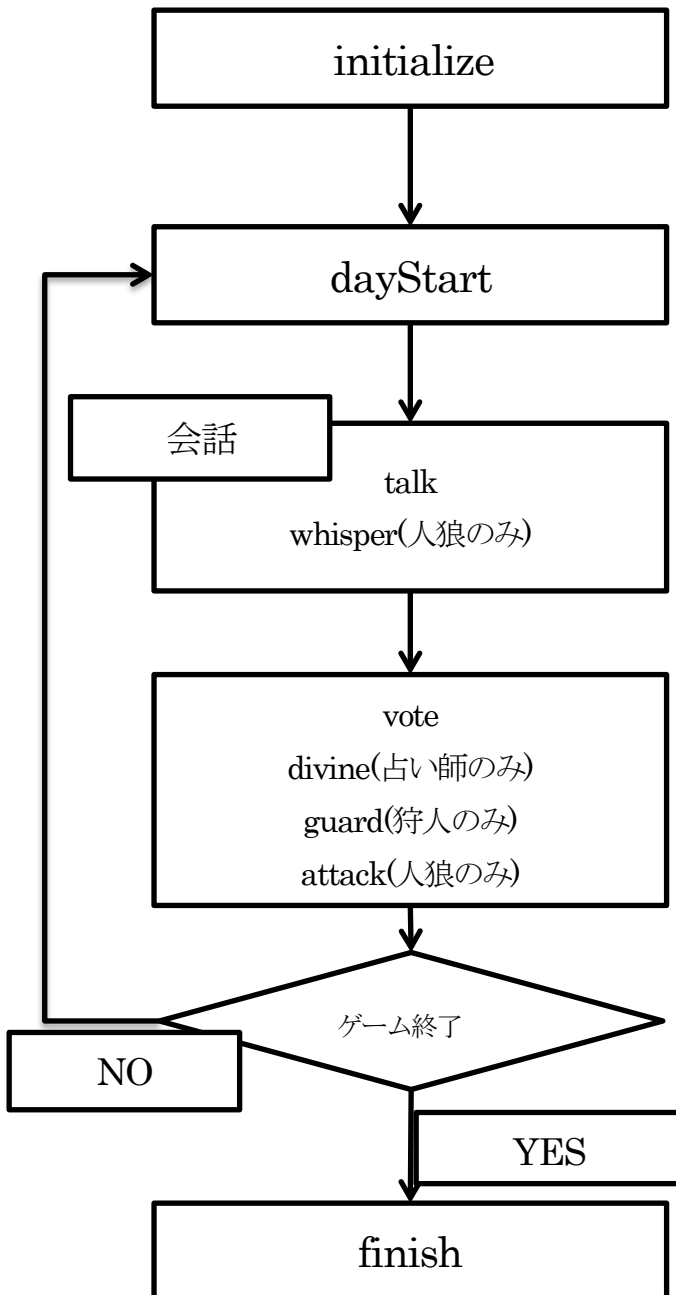 initialize
dayStart
会話
talk
whisper(人狼のみ)
vote
divine(占い師のみ)
guard(狩人のみ)
attack(人狼のみ)
ゲーム終了
NO
YES
finish